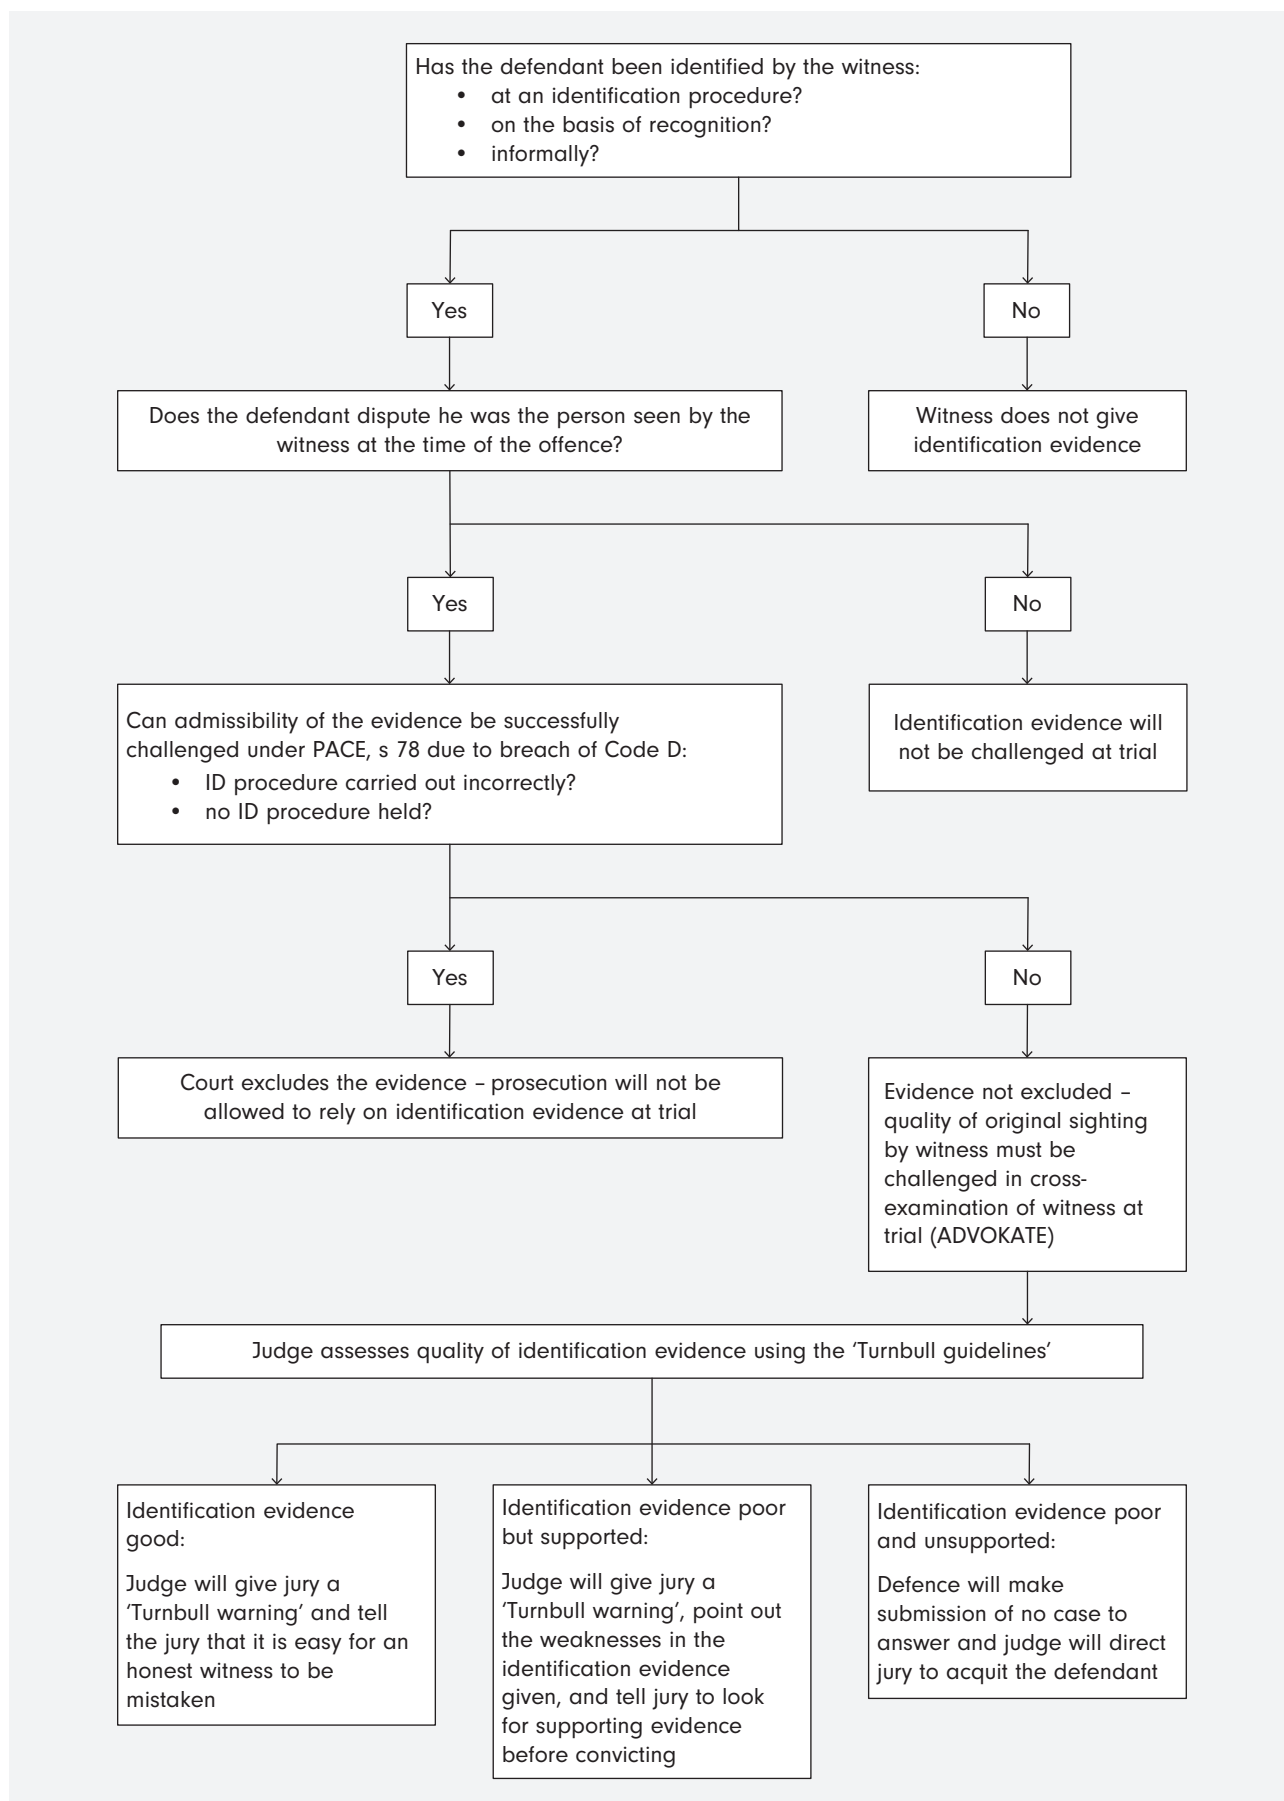 Has the defendant been identified by the witness:
• at an identification procedure?
• on the basis of recognition?
• informally?
Yes
No
Does the defendant dispute he was the person seen by the
witness at the time of the offence?
Witness does not give
identification evidence
Yes
No
Can admissibility of the evidence be successfully
challenged under PACE, s 78 due to breach of Code D:
• ID procedure carried out incorrectly?
• no ID procedure held?
Identification evidence will
not be challenged at trial
Yes
No
Court excludes the evidence – prosecution will not be
allowed to rely on identification evidence at trial
Evidence not excluded –
quality of original sighting
by witness must be
challenged in cross-
examination of witness at
trial (ADVOKATE)
Judge assesses quality of identification evidence using the ‘Turnbull guidelines’
Identification evidence
good:
Judge will give jury a
‘Turnbull warning’ and tell
the jury that it is easy for an
honest witness to be
mistaken
Identification evidence poor
but supported:
Judge will give jury a
‘Turnbull warning’, point out
the weaknesses in the
identification evidence
given, and tell jury to look
for supporting evidence
before convicting
Identification evidence poor
and unsupported:
Defence will make
submission of no case to
answer and judge will direct
jury to acquit the defendant